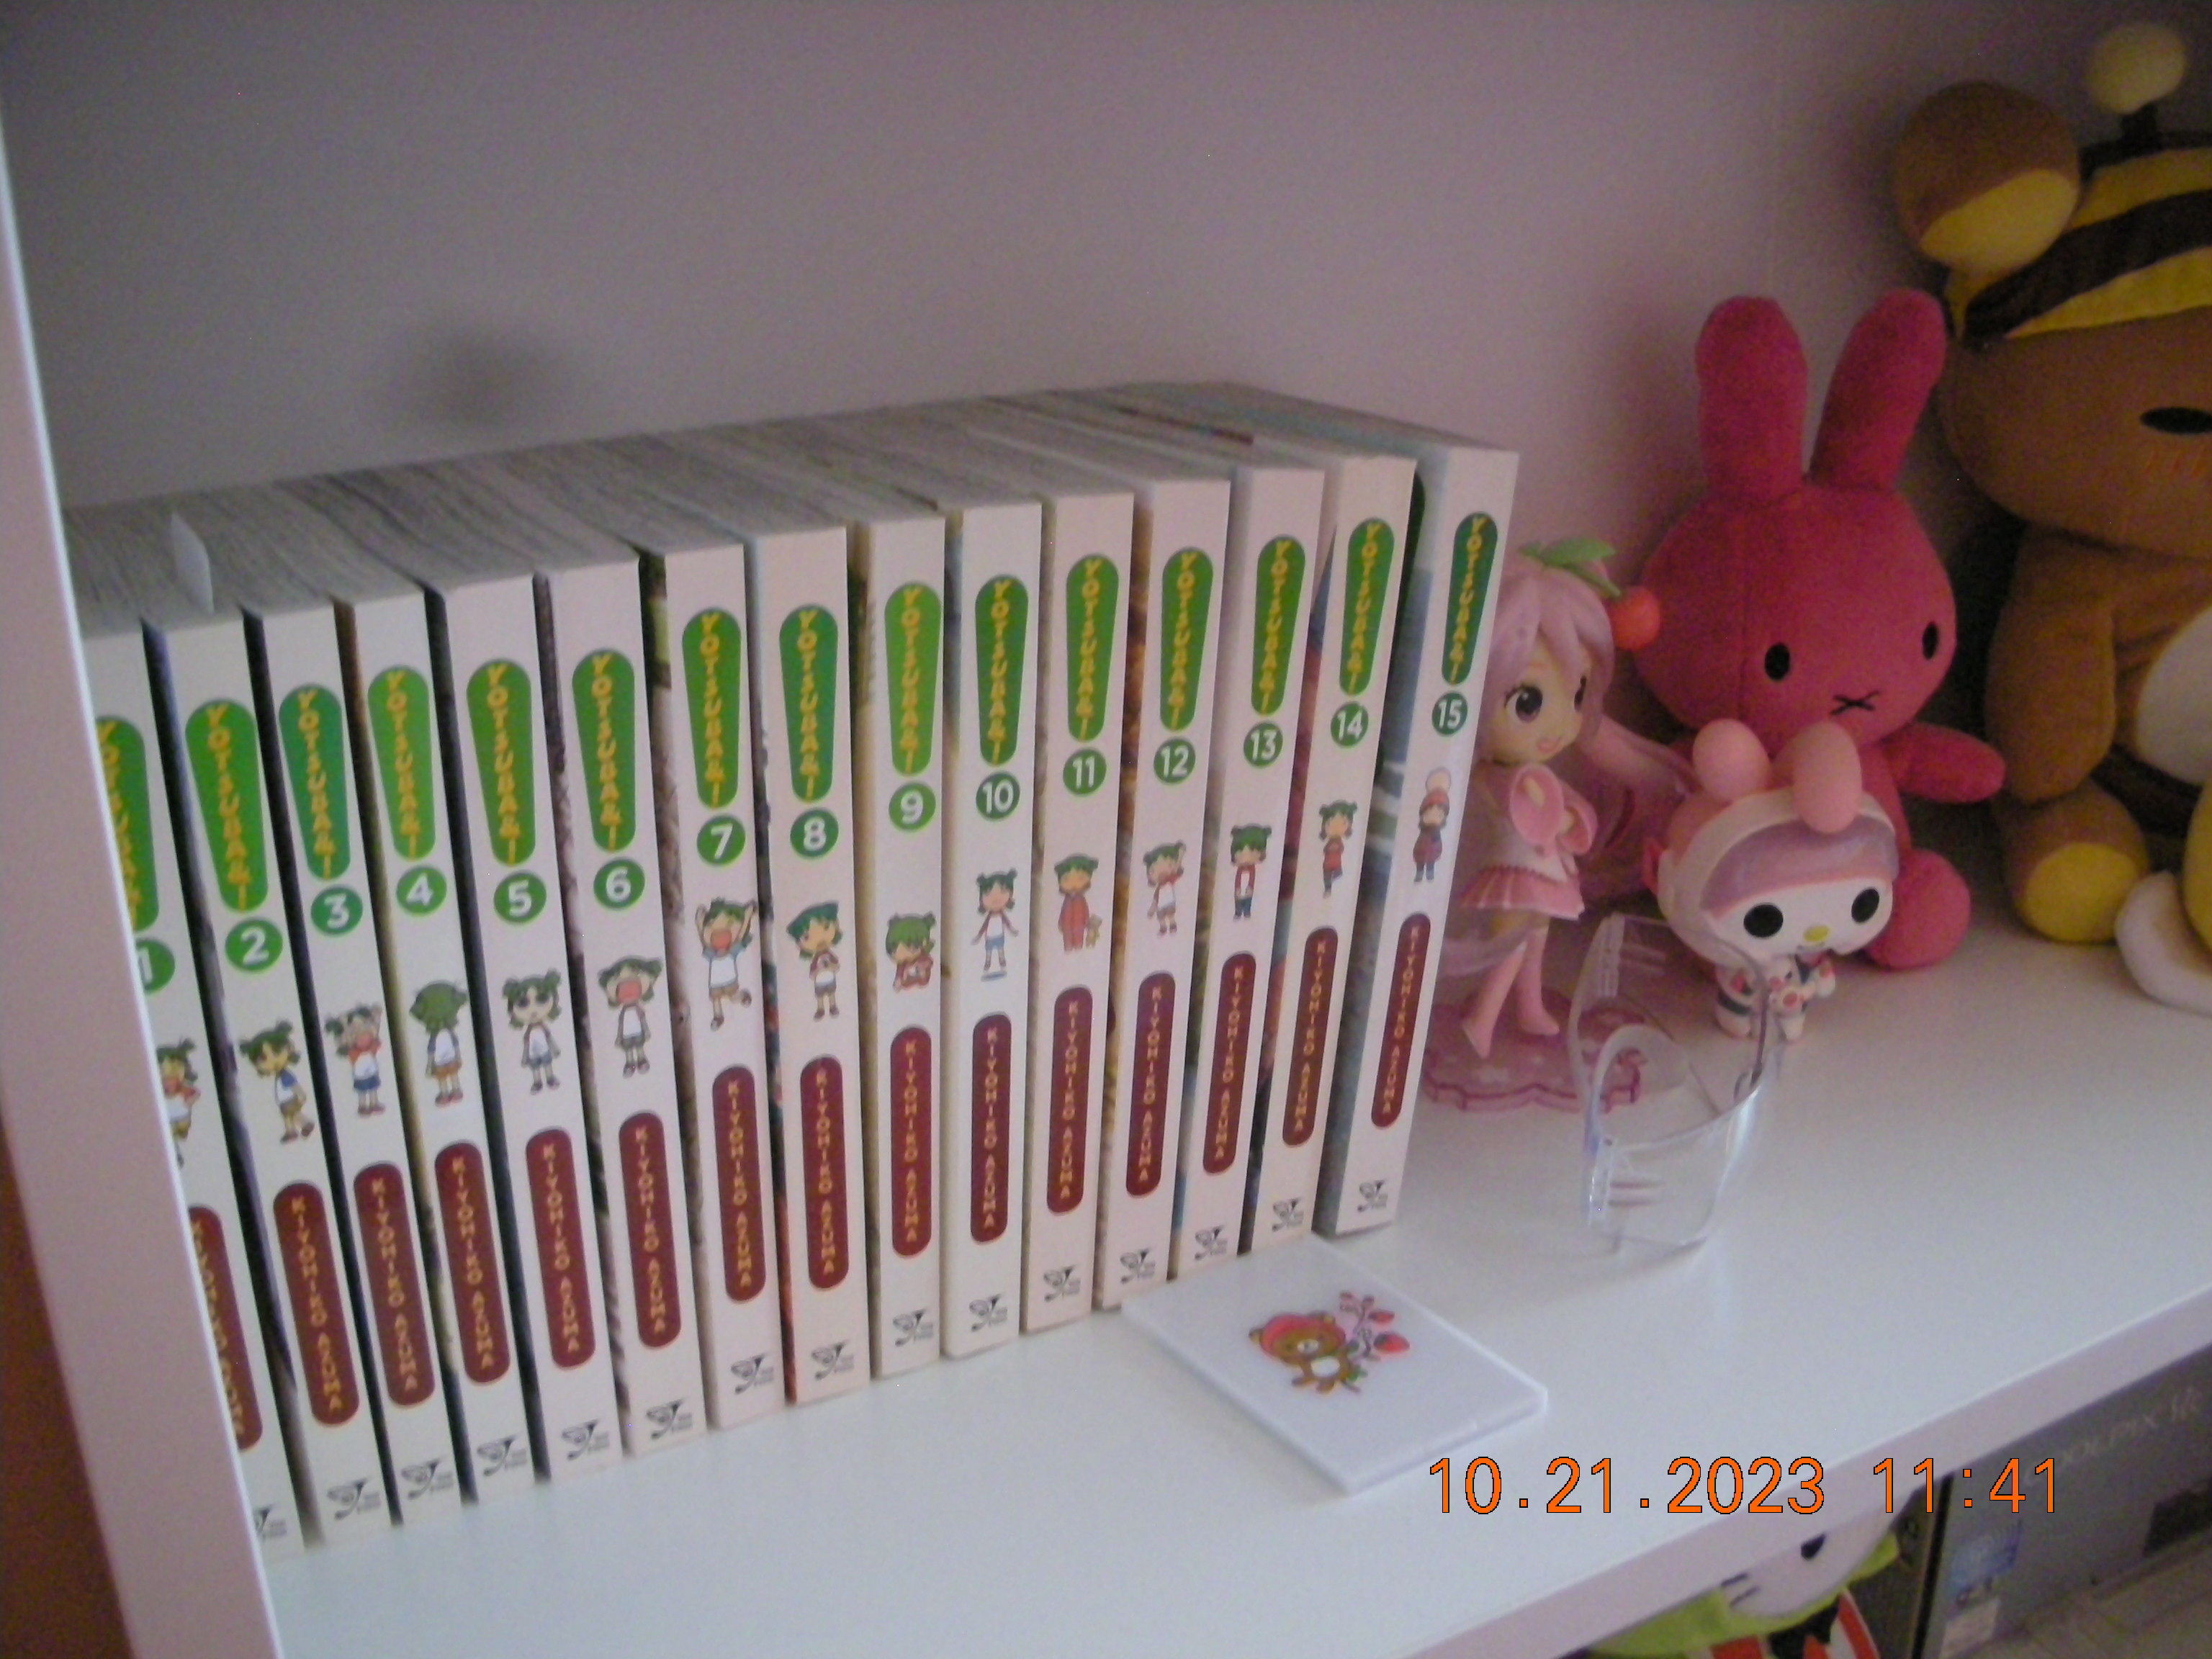 YOTSUBA&! 1 KIYOHIKO AZUMA
YOTSUBA&! 2 KIYOHIKO AZUMA
YOTSUBA&! 3 KIYOHIKO AZUMA
YOTSUBA&! 4 KIYOHIKO AZUMA
YOTSUBA&! 5 KIYOHIKO AZUMA
YOTSUBA&! 6 KIYOHIKO AZUMA
YOTSUBA&! 7 KIYOHIKO AZUMA
YOTSUBA&! 8 KIYOHIKO AZUMA
YOTSUBA&! 9 KIYOHIKO AZUMA
YOTSUBA&! 10 KIYOHIKO AZUMA
YOTSUBA&! 11 KIYOHIKO AZUMA
YOTSUBA&! 12 KIYOHIKO AZUMA
YOTSUBA&! 13 KIYOHIKO AZUMA
YOTSUBA&! 14 KIYOHIKO AZUMA
YOTSUBA&! 15 KIYOHIKO AZUMA
10.21.2023 11:41